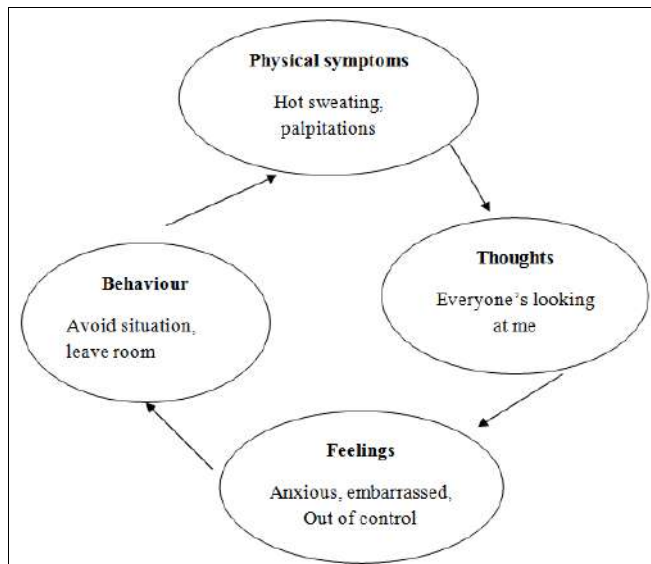 Physical symptoms
Hot sweating,
palpitations
Thoughts
Everyone's looking
at me
Feelings
Anxious, embarrassed,
Out of control
Behaviour
Avoid situation,
leave room